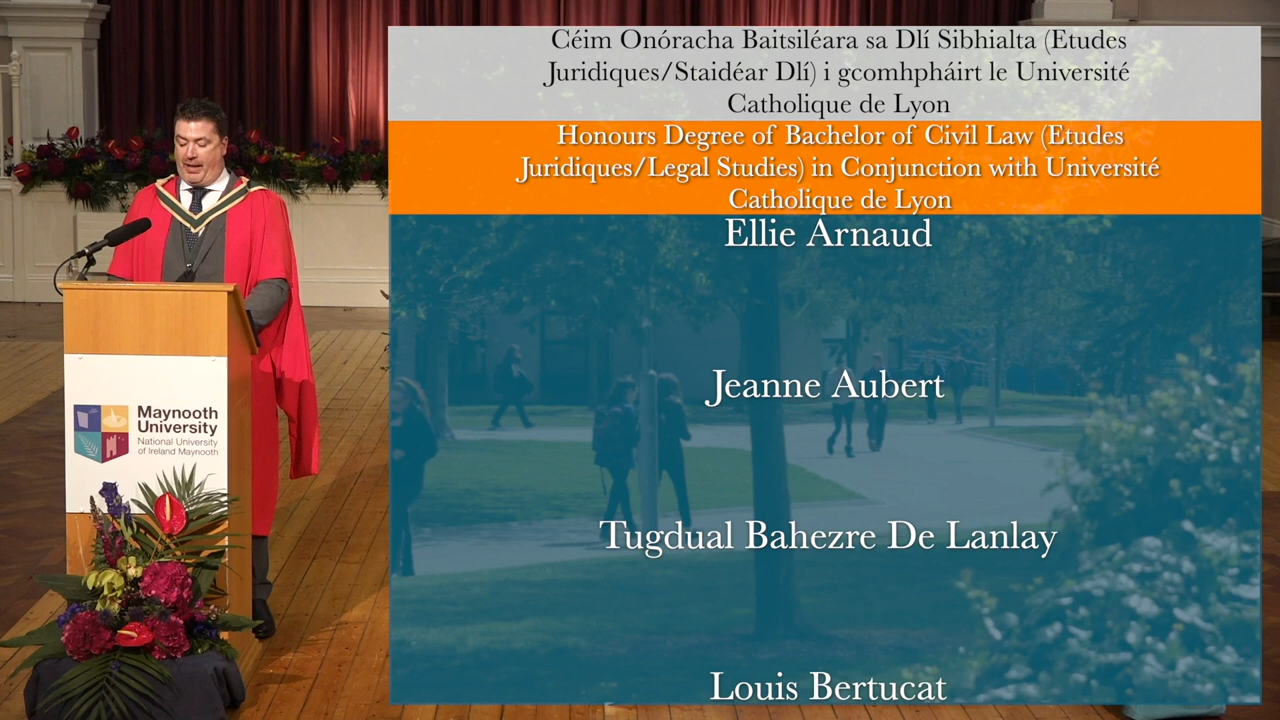 Céim Onóracha Baitsiléara sa Dlí Sibhialta (Etudes
Juridiques/Staidéar Dlí) i gcomhpháirt le Université
Catholique de Lyon
Honours Degree of Bachelor of Civil Law (Etudes
Juridiques/Legal Studies) in Conjunction with Université
Catholique de Lyon
Ellie Arnaud
Jeanne Aubert
Tugdual Bahezre De Lanlay
Louis Bertucat
Maynooth
University
National University
of Ireland Maynooth